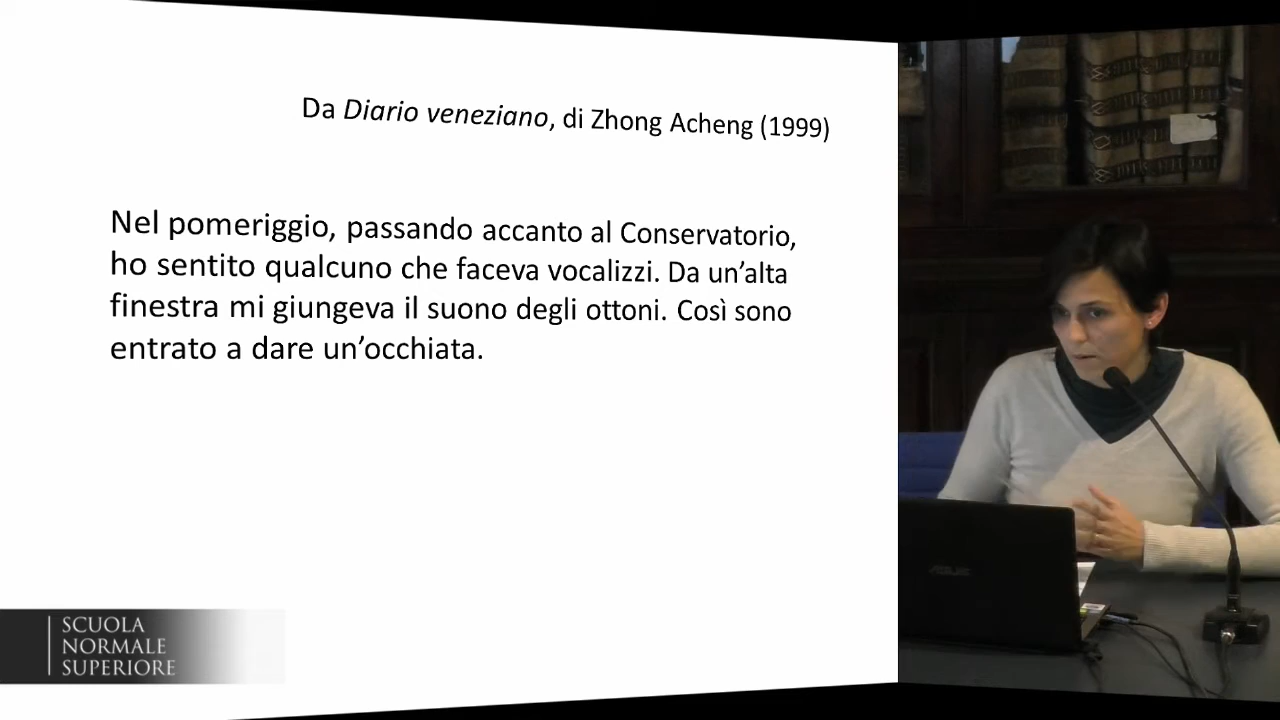 Da Diario veneziano, di Zhong Acheng (1999)
Nel pomeriggio, passando accanto al Conservatorio,
ho sentito qualcuno che faceva vocalizzi. Da un’alta
finestra mi giungeva il suono degli ottoni. Così sono
entrato a dare un’occhiata.
SCUOLA
NORMALE
SUPERIORE
ASUS